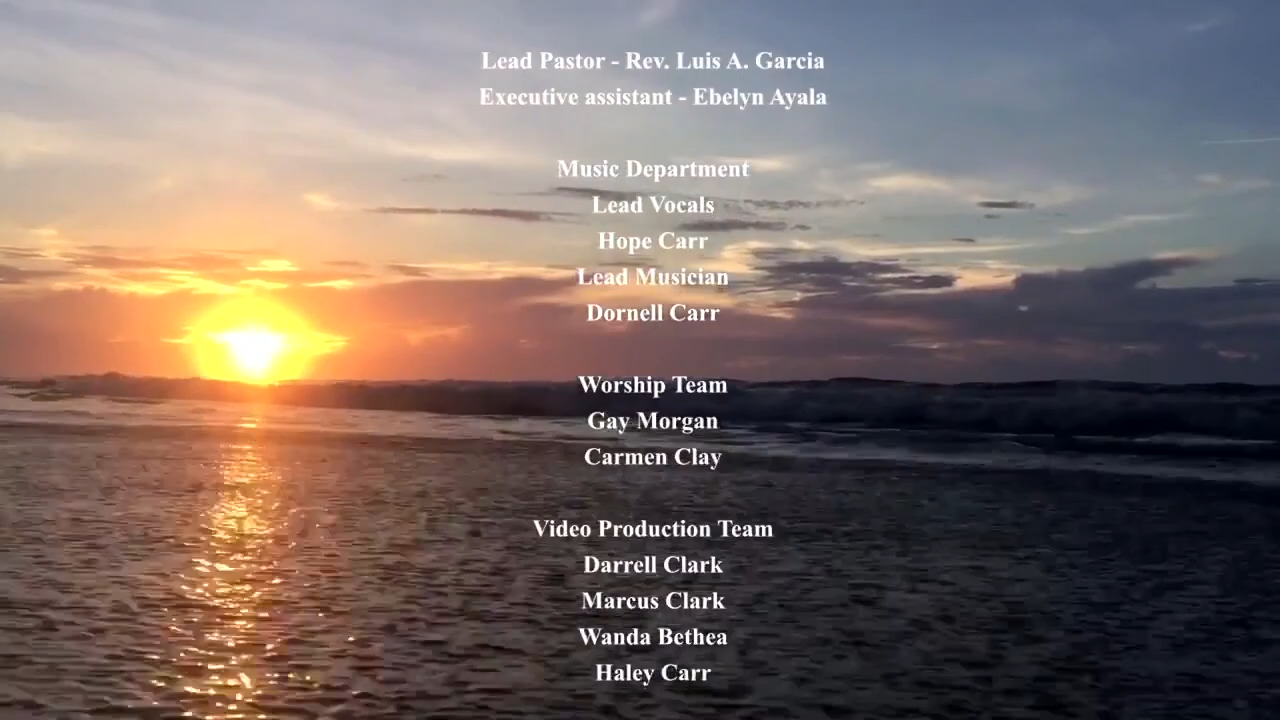 Lead Pastor - Rev. Luis A. Garcia
Executive assistant - Ebelyn Ayala
Music Department
Lead Vocals
Hope Carr
Lead Musician
Dornell Carr
Worship Team
Gay Morgan
Carmen Clay
Video Production Team
Darrell Clark
Marcus Clark
Wanda Bethea
Haley Carr